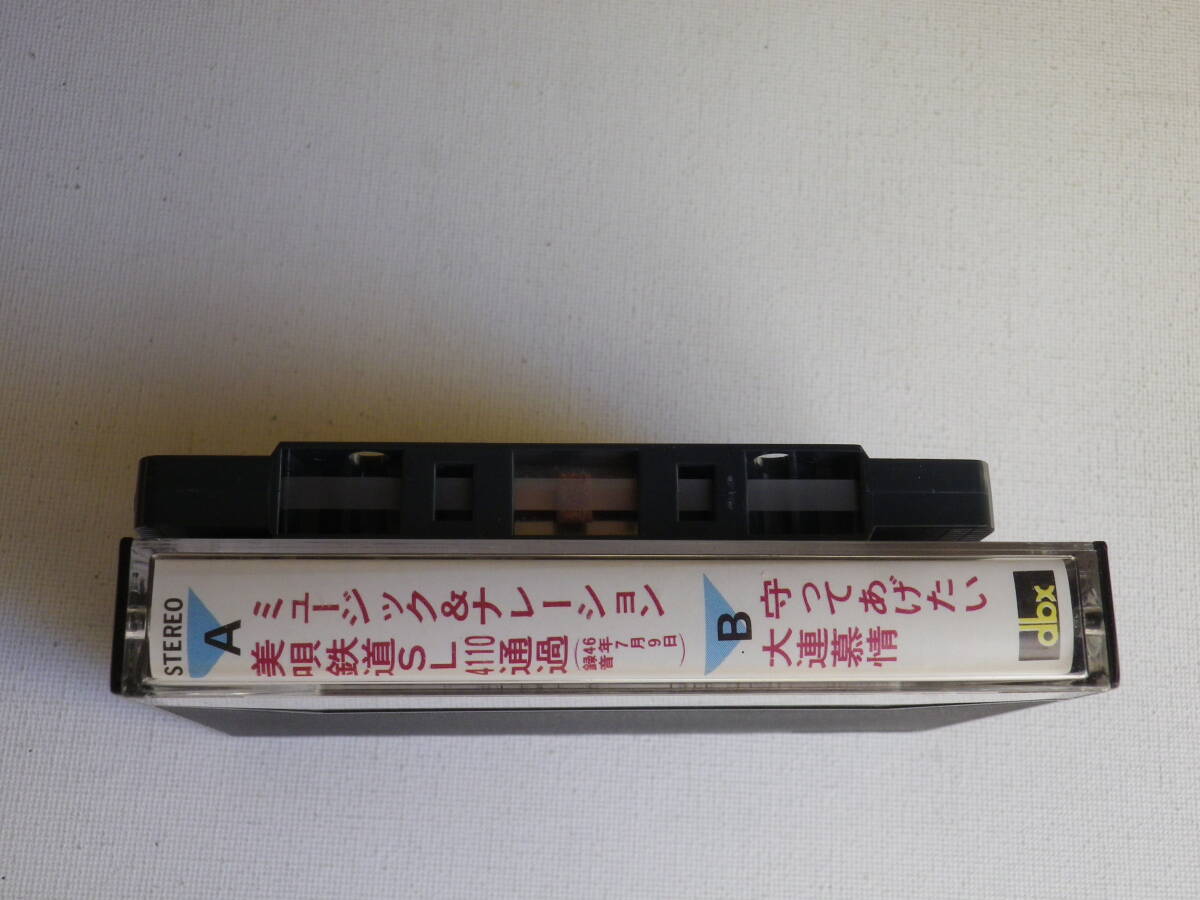 STEREO
A
ミュージック&ナレーション
美唄鉄道SL4110通過(46年7月9日録音)
B
守ってあげたい
大連慕情
dbx